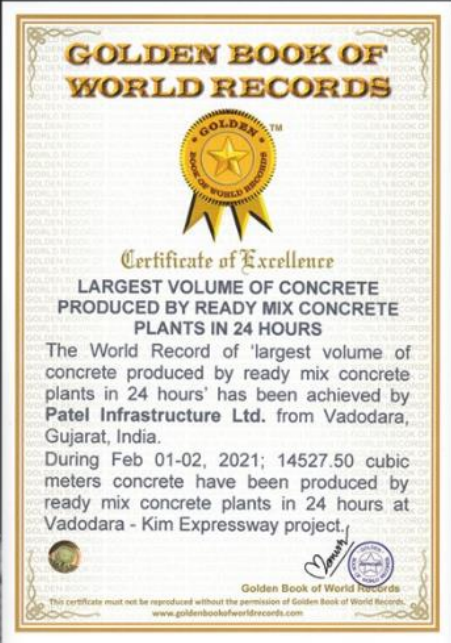 GOLDEN BOOK OF
WORLD RECORDS
GOLDEN
BOOK OF WORLD RECORDS
TM
Certificate of Excellence
LARGEST VOLUME OF CONCRETE
PRODUCED BY READY MIX CONCRETE
PLANTS IN 24 HOURS
The World Record of 'largest volume of
concrete produced by ready mix concrete
plants in 24 hours' has been achieved by
Patel Infrastructure Ltd. from Vadodara,
Gujarat, India.
During Feb 01-02, 2021; 14527.50 cubic
meters concrete have been produced by
ready mix concrete plants in 24 hours at
Vadodara - Kim Expressway project.
Golden Book of World Records
This certificate must not be reproduced without the permission of Golden Book of World Records.
www.goldenbookofworldrecords.com